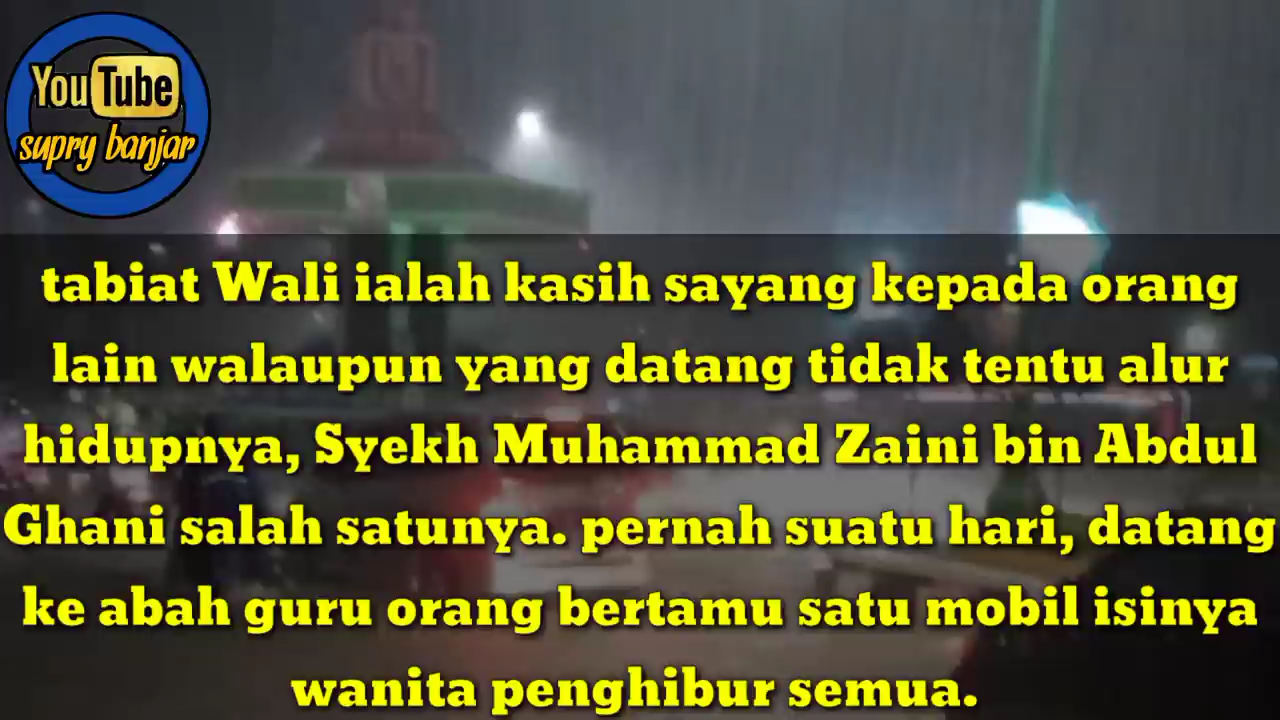 YouTube
supry banjar
tabiat Wali ialah kasih sayang kepada orang
lain walaupun yang datang tidak tentu alur
hidupnya, Syekh Muhammad Zaini bin Abdul
Ghani salah satunya. pernah suatu hari, datang
ke abah guru orang bertamu satu mobil isinya
wanita penghibur semua.